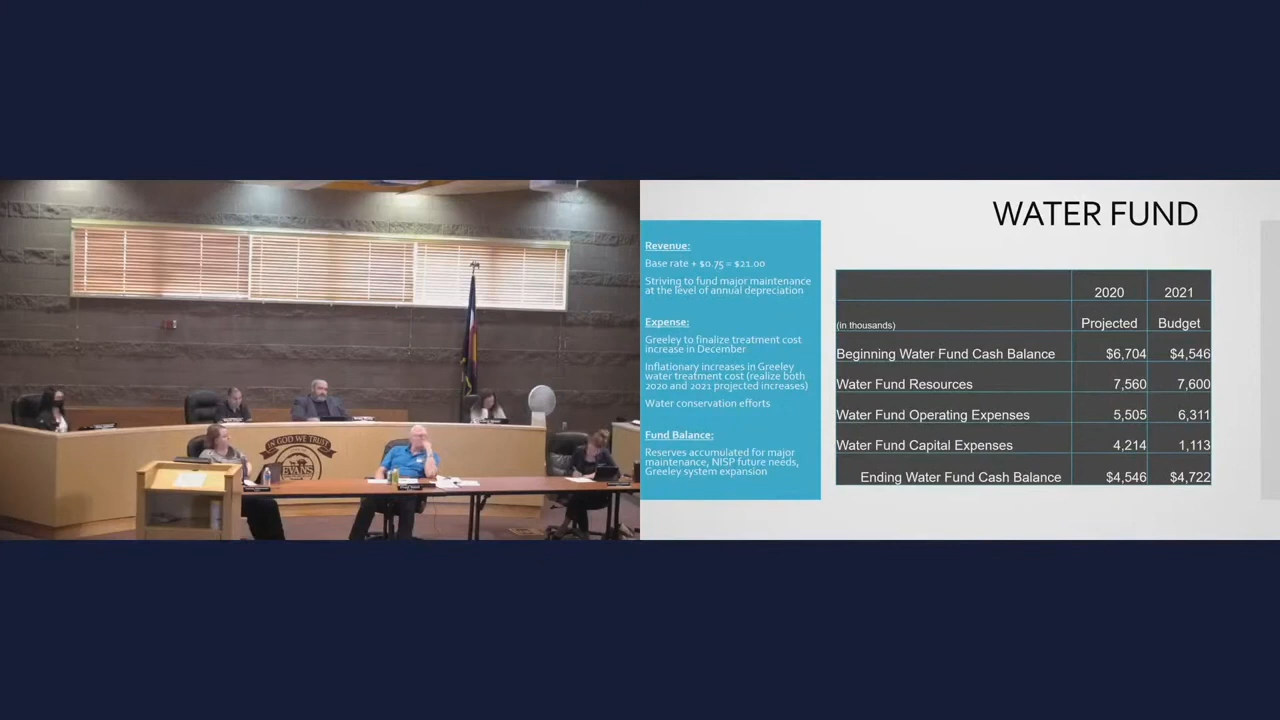 IN GOD WE TRUST
EVANS
WATER FUND
Revenue:
Base rate + $0.75 = $21.00
Striving to fund major maintenance
at the level of annual depreciation
Expense:
Greeley to finalize treatment cost
increase in December
Inflationary increases in Greeley
water treatment cost (realize both
2020 and 2021 projected increases)
Water conservation efforts
Fund Balance:
Reserves accumulated for major
maintenance, NISP future needs,
Greeley system expansion
2020 2021
(in thousands) Projected Budget
Beginning Water Fund Cash Balance $6,704 $4,546
Water Fund Resources 7,560 7,600
Water Fund Operating Expenses 5,505 6,311
Water Fund Capital Expenses 4,214 1,113
Ending Water Fund Cash Balance $4,546 $4,722